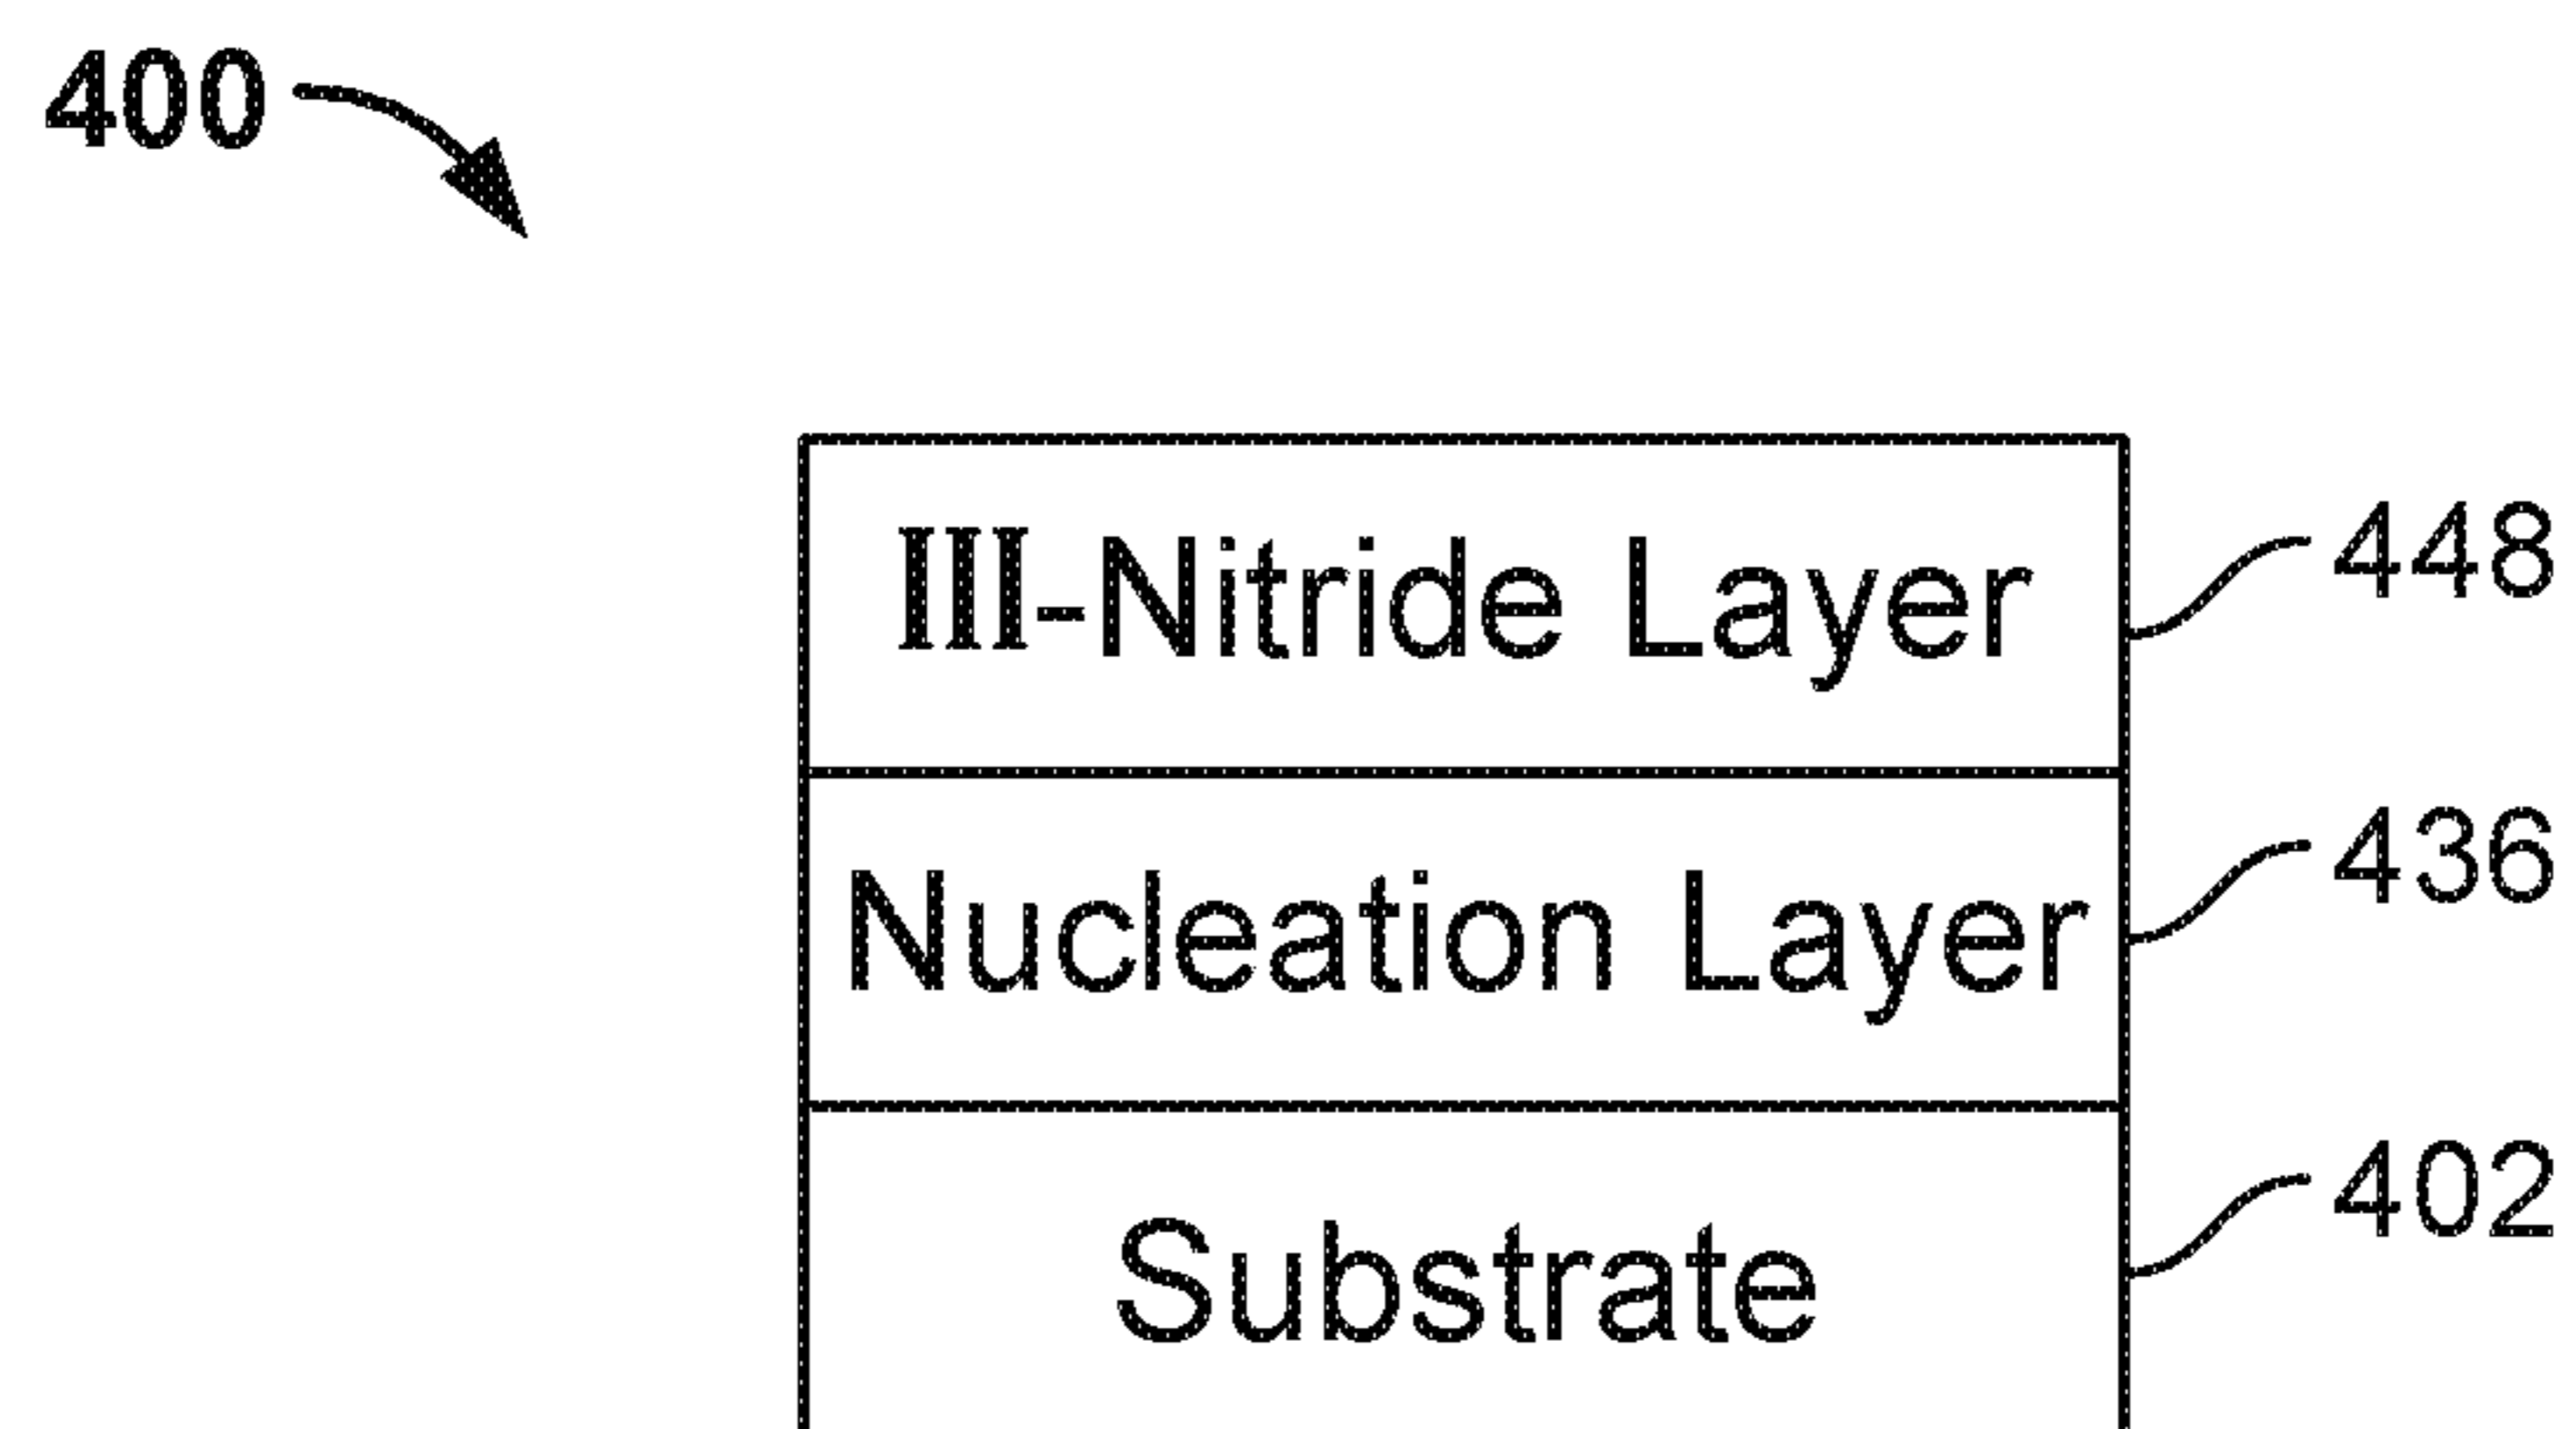 400
III-Nitride Layer
448
Nucleation Layer
436
Substrate
402